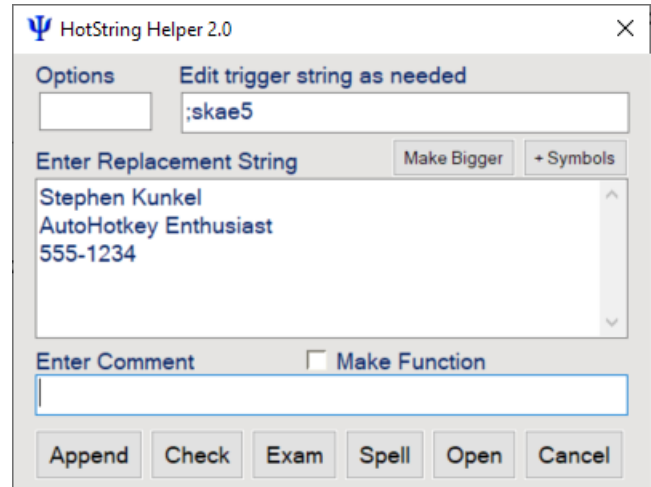 Ψ HotString Helper 2.0
Options Edit trigger string as needed
;skae5
Enter Replacement String Make Bigger + Symbols
Stephen Kunkel
AutoHotkey Enthusiast
555-1234
Enter Comment Make Function
Append Check Exam Spell Open Cancel